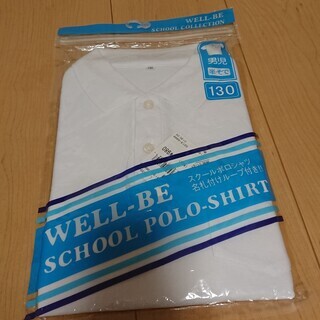 WELL-BE
SCHOOL COLLECTION
男児
半そで
130
スクールポロシャツ
名札付けループ付き!!
WELL-BE
SCHOOL POLO-SHIRT